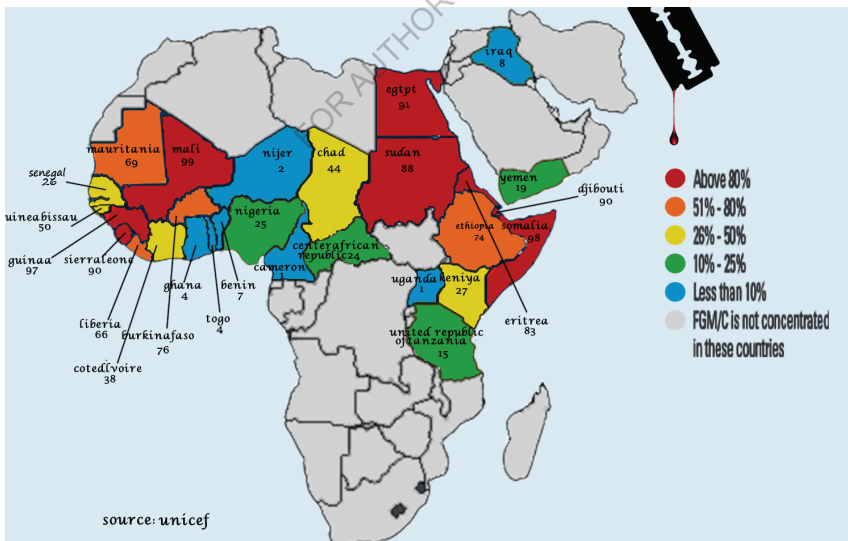 FOR AUTHOR
iraq
8
egtpt
91
mauritania
69
mali
99
nijer
2
chad
44
sudan
88
yemen
19
djibouti
90
senegal
26
uineabissau
50
guinaa
97
sierraleone
90
nigeria
25
ethiopia
74
somalia
98
centerafrican
republic24
cameron
ghana
4
benin
7
togo
4
uganda
1
keniya
27
eritrea
83
liberia
66
burkinafaso
76
cotedlvoire
38
united republic
of tanzania
15
Above 80%
51% - 80%
26% - 50%
10% - 25%
Less than 10%
FGM/C is not concentrated
in these countries
source: unicef